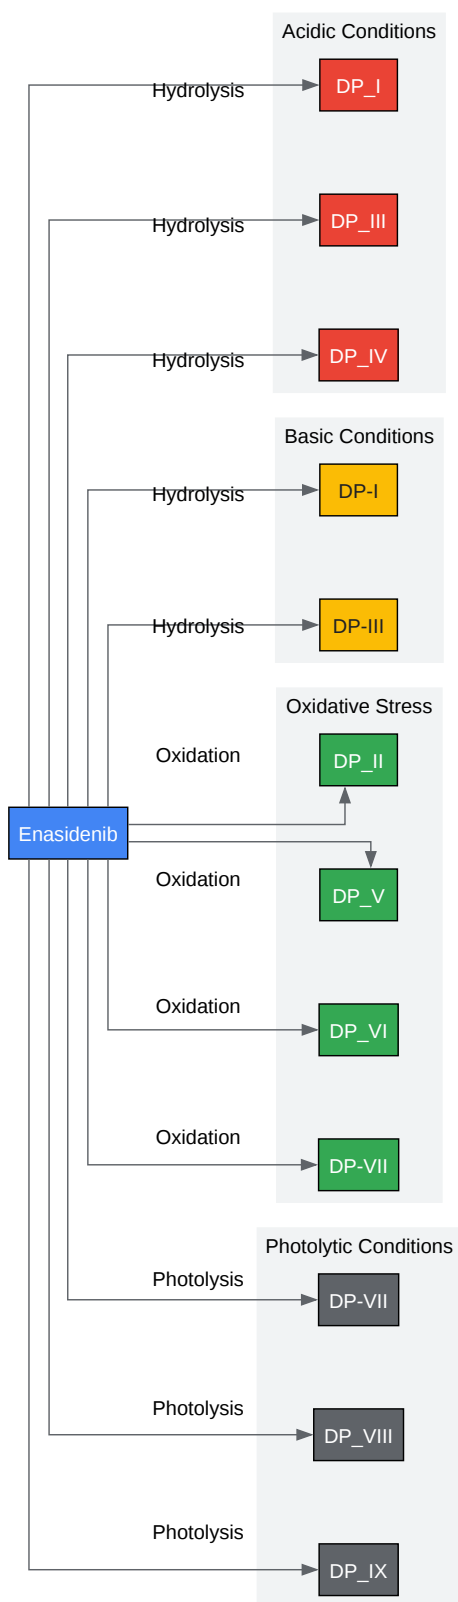 Acidic Conditions
Hydrolysis
DP_I
Hydrolysis
DP_III
Hydrolysis
DP_IV
Basic Conditions
Hydrolysis
DP-I
Hydrolysis
DP-III
Oxidative Stress
Oxidation
DP_II
Enasidenib
Oxidation
DP_V
Oxidation
DP_VI
Oxidation
DP-VII
Photolytic Conditions
Photolysis
DP-VII
Photolysis
DP_VIII
Photolysis
DP_IX